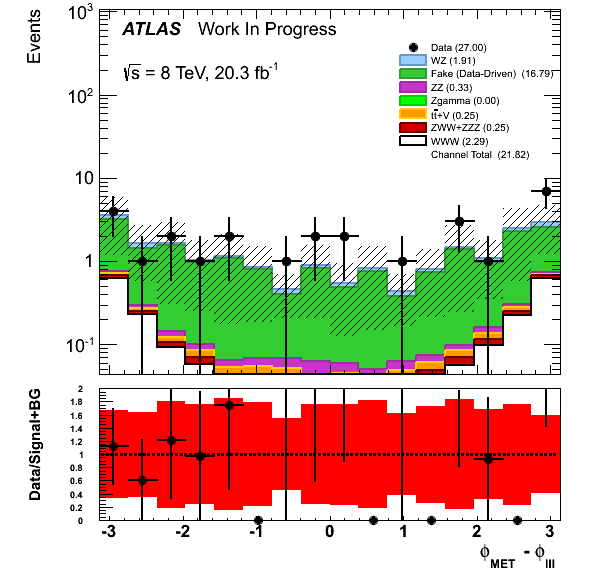 Events
10³
10²
10
1
10⁻¹
ATLAS Work In Progress
√s = 8 TeV, 20.3 fb⁻¹
Data (27.00)
WZ (1.91)
Fake (Data-Driven) (16.79)
ZZ (0.33)
Zgamma (0.00)
tt̄+V (0.25)
ZWW+ZZZ (0.25)
WWW (2.29)
Channel Total (21.82)
Data/Signal+BG
2
1.8
1.6
1.4
1.2
1
0.8
0.6
0.4
0.2
0
-3 -2 -1 0 1 2 3
ϕMET - ϕlll